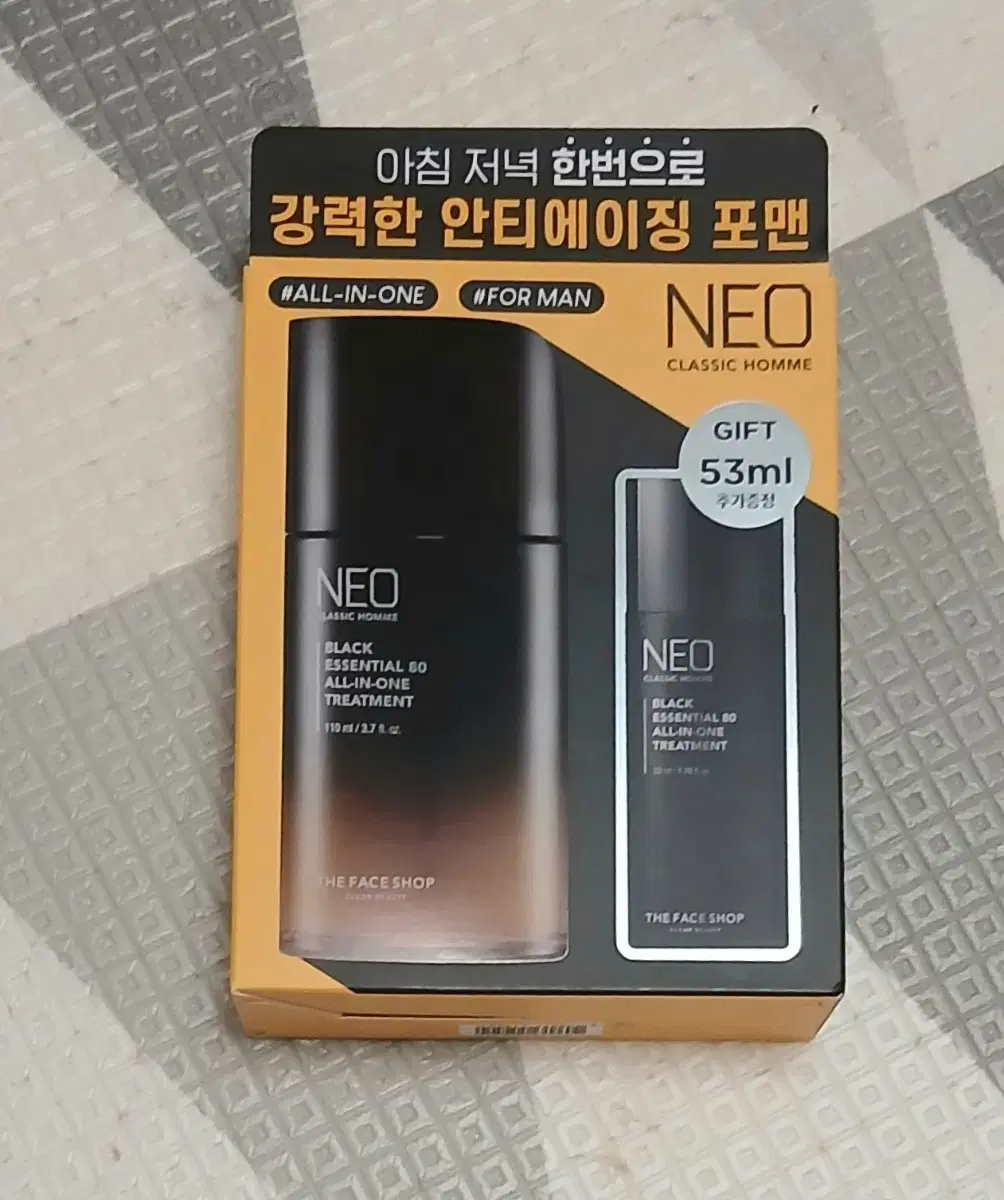 아침 저녁 한번으로
강력한 안티에이징 포맨
#ALL-IN-ONE
#FOR MAN
NEO
CLASSIC HOMME
GIFT
53ml
추가증정
NEO
CLASSIC HOMME
BLACK
ESSENTIAL 80
ALL-IN-ONE
TREATMENT
110 ml / 3.7 fl. oz.
THE FACE SHOP
NEO
CLASSIC HOMME
BLACK
ESSENTIAL 80
ALL-IN-ONE
TREATMENT
THE FACE SHOP